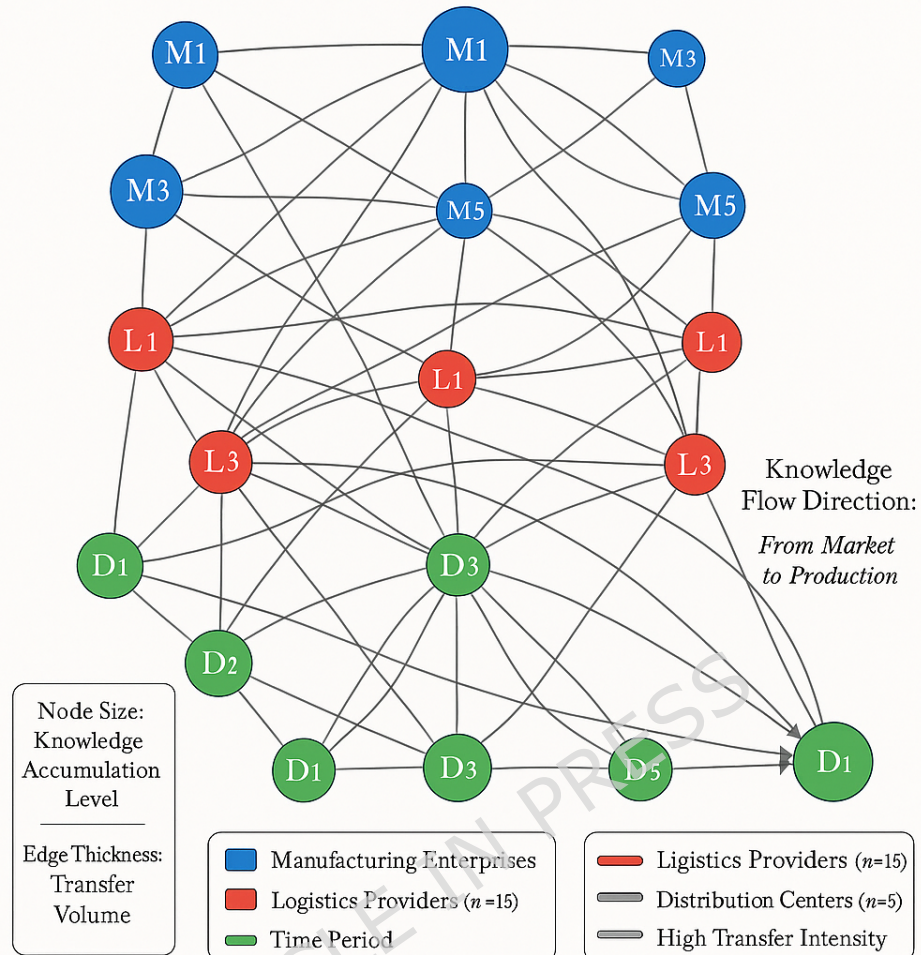 M1
M1
M3
M3
M5
M5
L1
L1
L1
L3
L3
Knowledge
Flow Direction:
From Market
to Production
D1
D3
D2
D1
D3
D5
D1
Node Size:
Knowledge
Accumulation
Level
Edge Thickness:
Transfer
Volume
Manufacturing Enterprises
Logistics Providers (n=15)
Time Period
Ligistics Providers (n=15)
Distribution Centers (n=5)
High Transfer Intensity
LE IN PRESS